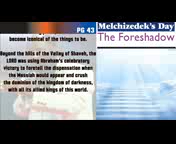 PG 43
become iconical of the things to be.
Beyond the hills of the Valley of Shaveh, the
LORD was using Abraham's celebratory
victory to foretell the dispensation when
the Messiah would appear and crush
the dominion of the kingdom of darkness,
with all its allied kings of this world.
Melchizedek's Day
The Foreshadow